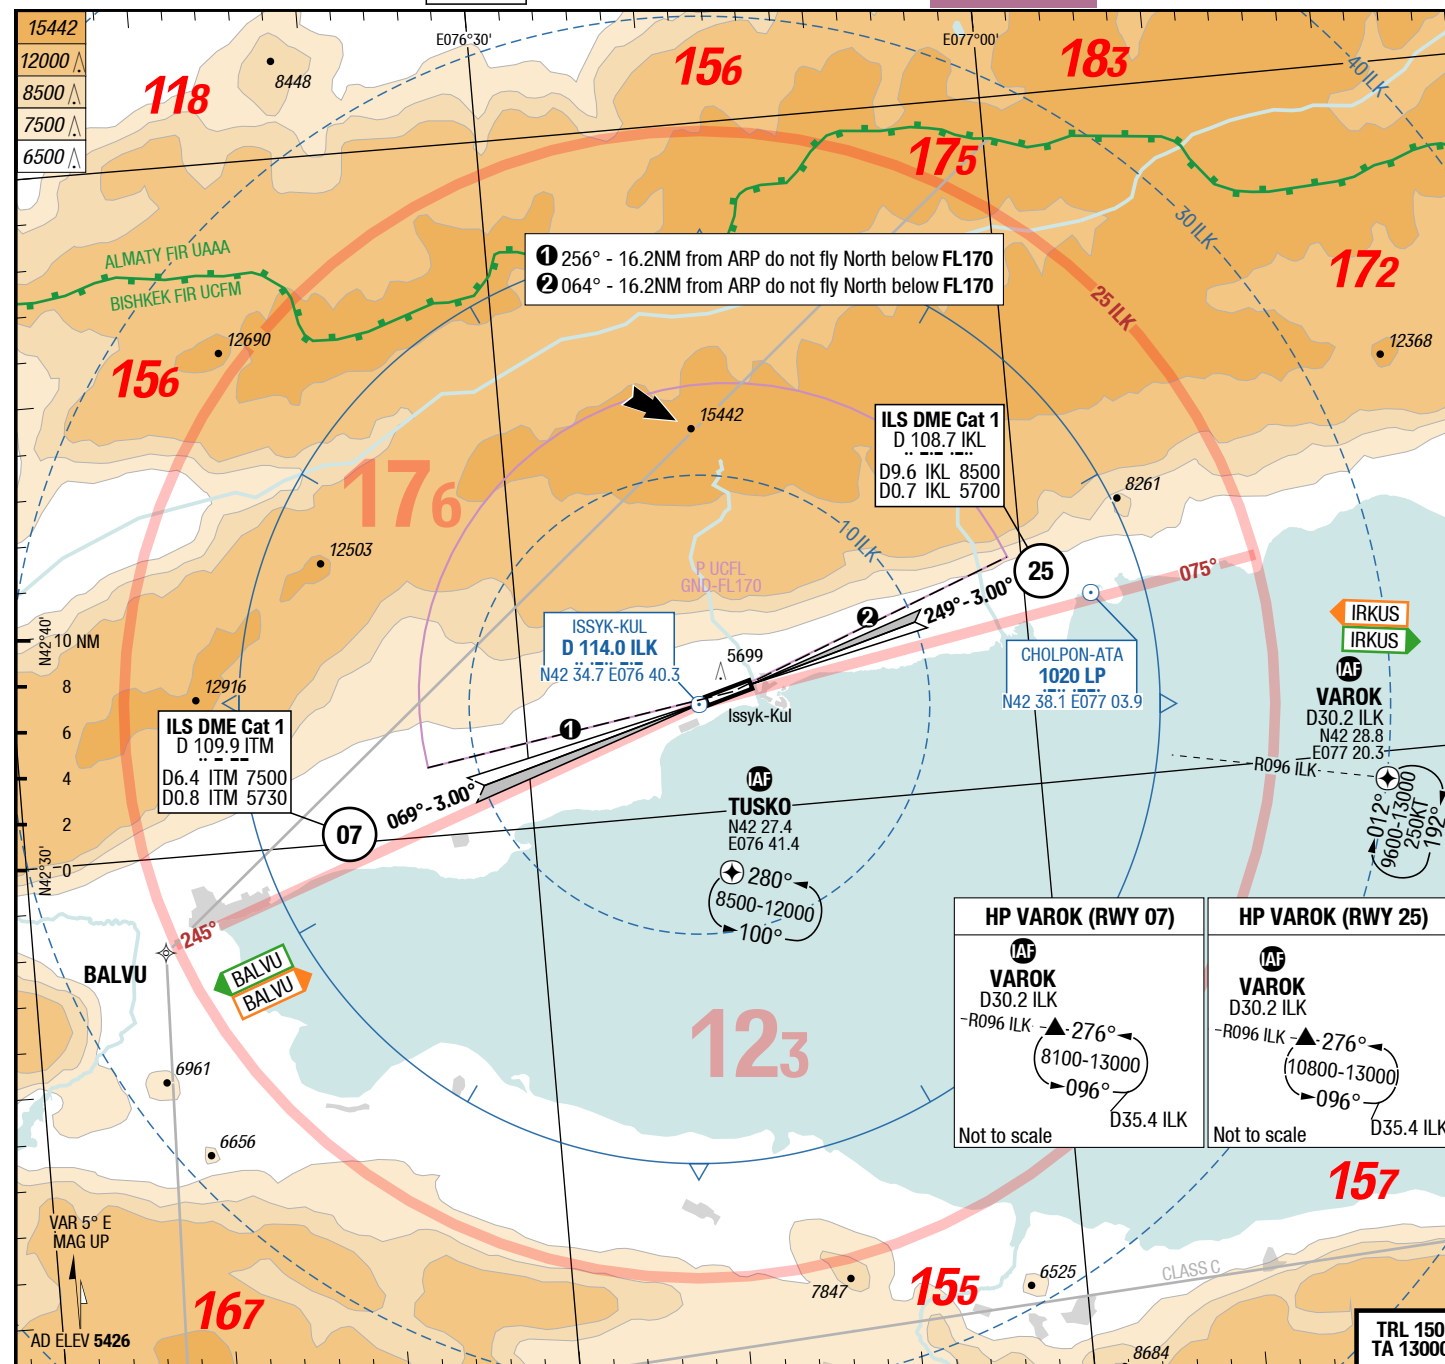 15442
12000
8500
7500
6500
E076°30'
E077°00'
118
8448
156
183
40 ILK
175
ALMATY FIR UAAA
BISHKEK FIR UCFM
30 ILK
172
1 256° - 16.2NM from ARP do not fly North below FL170
2 064° - 16.2NM from ARP do not fly North below FL170
25 ILK
12690
156
12368
15442
ILS DME Cat 1
D 108.7 IKL
D9.6 IKL 8500
D0.7 IKL 5700
8261
176
12503
10 ILK
P UCFL
GND-FL170
25
075°
249°-3.00°
2
ISSYK-KUL
D 114.0 ILK
N42 34.7 E076 40.3
5699
Issyk-Kul
CHOLPON-ATA
1020 LP
N42 38.1 E077 03.9
IRKUS
IRKUS
IAF
VAROK
D30.2 ILK
N42 28.8
E077 20.3
R096 ILK
012°
9600-13000
250KT
192°
N42°40'
10 NM
8
6
4
2
0
N42°30'
12916
ILS DME Cat 1
D 109.9 ITM
D6.4 ITM 7500
D0.8 ITM 5730
1
069°-3.00°
07
IAF
TUSKO
N42 27.4
E076 41.4
280°
8500-12000
100°
245°
BALVU
BALVU
BALVU
HP VAROK (RWY 07)
IAF
VAROK
D30.2 ILK
R096 ILK
276°
8100-13000
096°
D35.4 ILK
Not to scale
HP VAROK (RWY 25)
IAF
VAROK
D30.2 ILK
R096 ILK
276°
10800-13000
096°
D35.4 ILK
Not to scale
123
6961
6656
157
VAR 5° E
MAG UP
AD ELEV 5426
167
7847
155
6525
CLASS C
8684
TRL 150
TA 13000